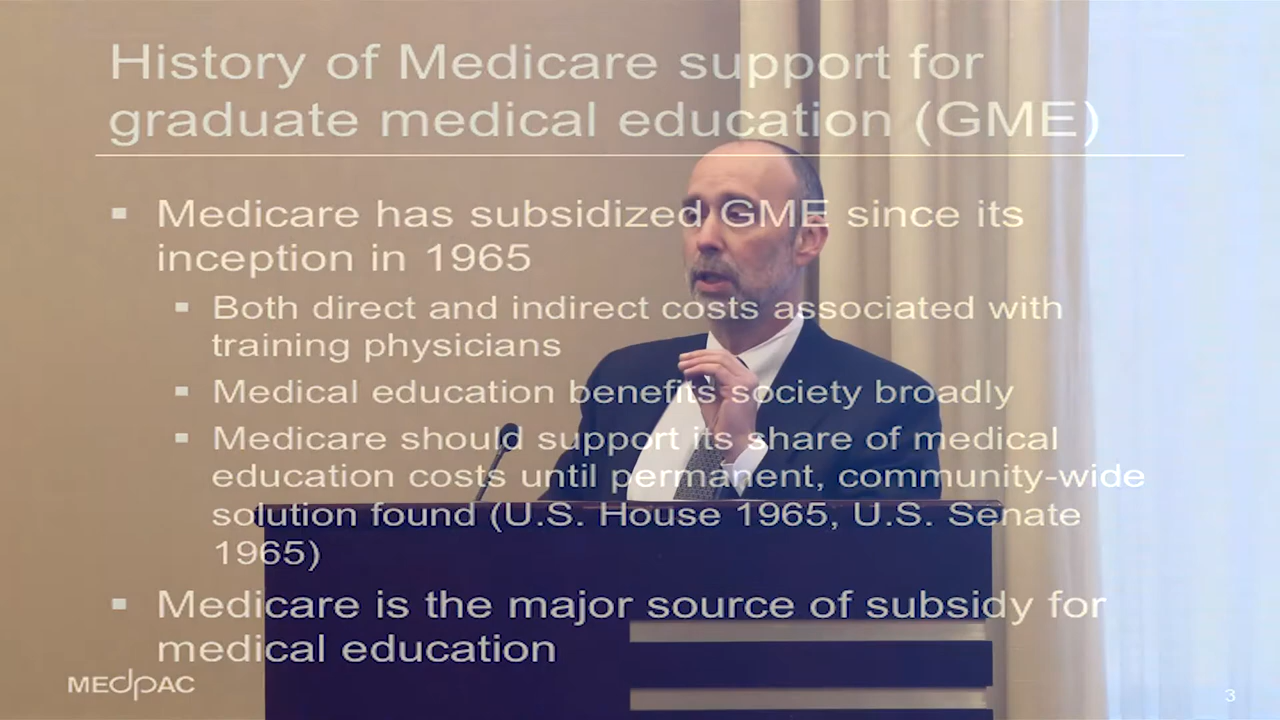 History of Medicare support for
graduate medical education (GME)
▪ Medicare has subsidized GME since its
inception in 1965
▪ Both direct and indirect costs associated with
training physicians
▪ Medical education benefits society broadly
▪ Medicare should support its share of medical
education costs until permanent, community-wide
solution found (U.S. House 1965, U.S. Senate
1965)
▪ Medicare is the major source of subsidy for
medical education
MEdpAC
3